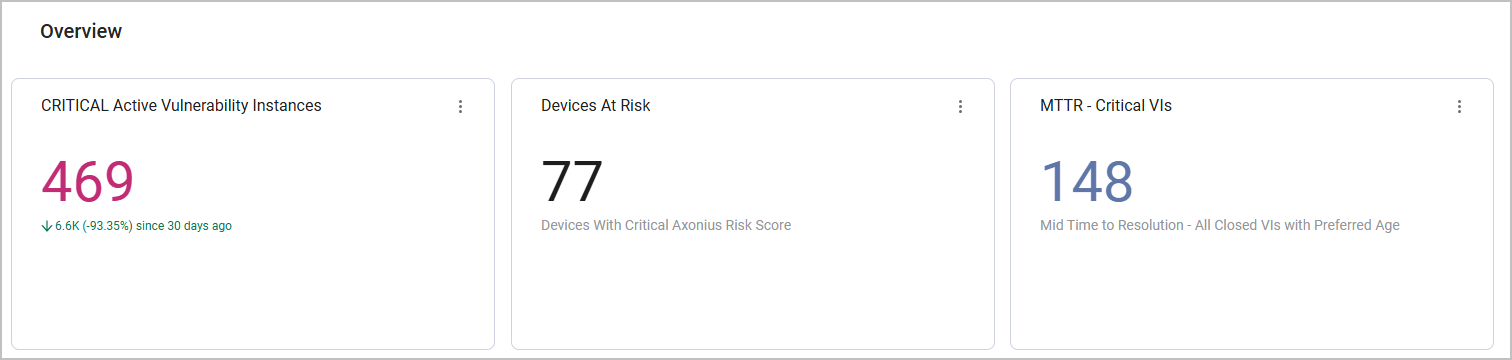 Overview
CRITICAL Active Vulnerability Instances
469
6.6K (-93.35%) since 30 days ago
Devices At Risk
77
Devices With Critical Axonius Risk Score
MTTR - Critical VIs
148
Mid Time to Resolution - All Closed VIs with Preferred Age